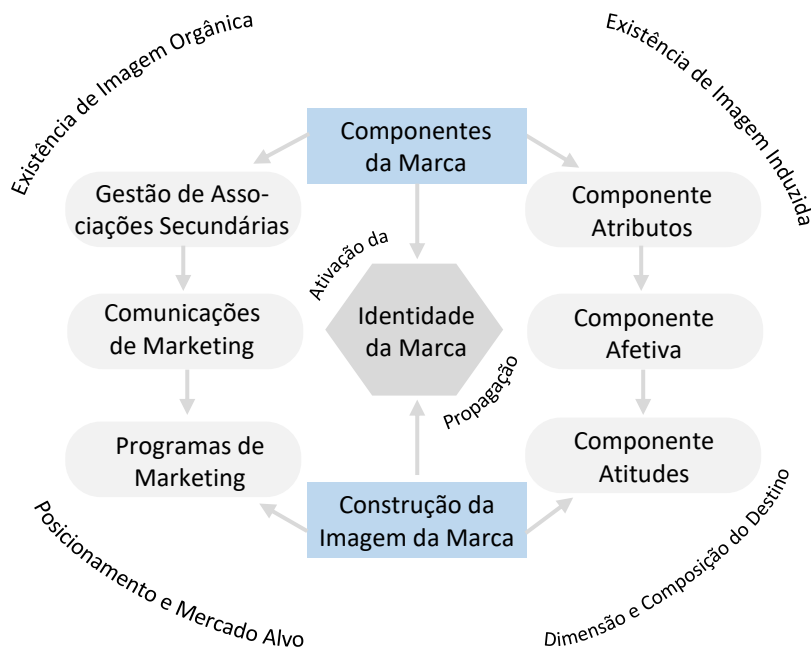 Existência de Imagem Orgânica
Existência de Imagem Induzida
Componentes
da Marca
Gestão de Asso-
ciações Secundárias
Componente
Atributos
Ativação da
Comunicações
de Marketing
Identidade
da Marca
Componente
Afetiva
Propagação
Programas de
Marketing
Componente
Atitudes
Construção da
Imagem da Marca
Posicionamento e Mercado Alvo
Dimensão e Composição do Destino